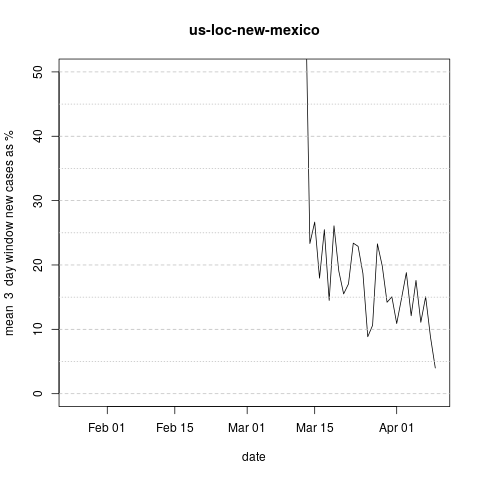 us-loc-new-mexico
mean  3  day window new cases as %
50
40
30
20
10
0
Feb 01
Feb 15
Mar 01
Mar 15
Apr 01
date